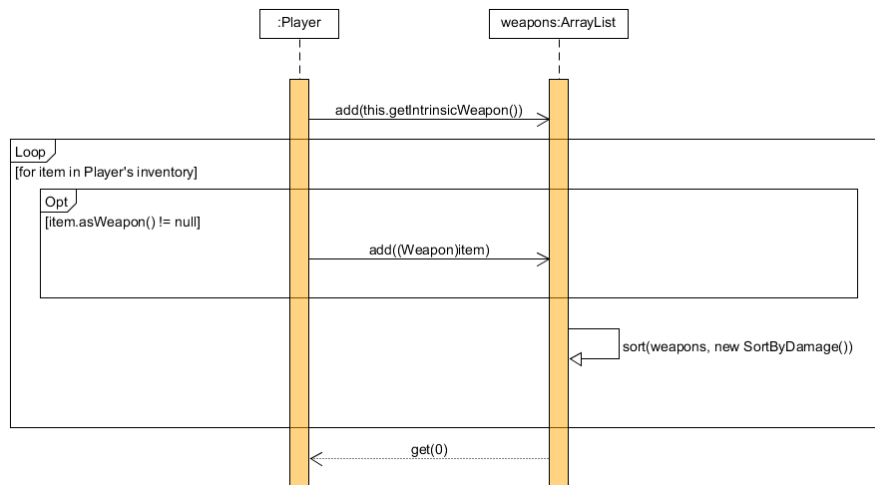 :Player
weapons:ArrayList
add(this.getIntrinsicWeapon())
Loop
[for item in Player's inventory]
Opt
[item.asWeapon() != null]
add((Weapon)item)
sort(weapons, new SortByDamage())
get(0)